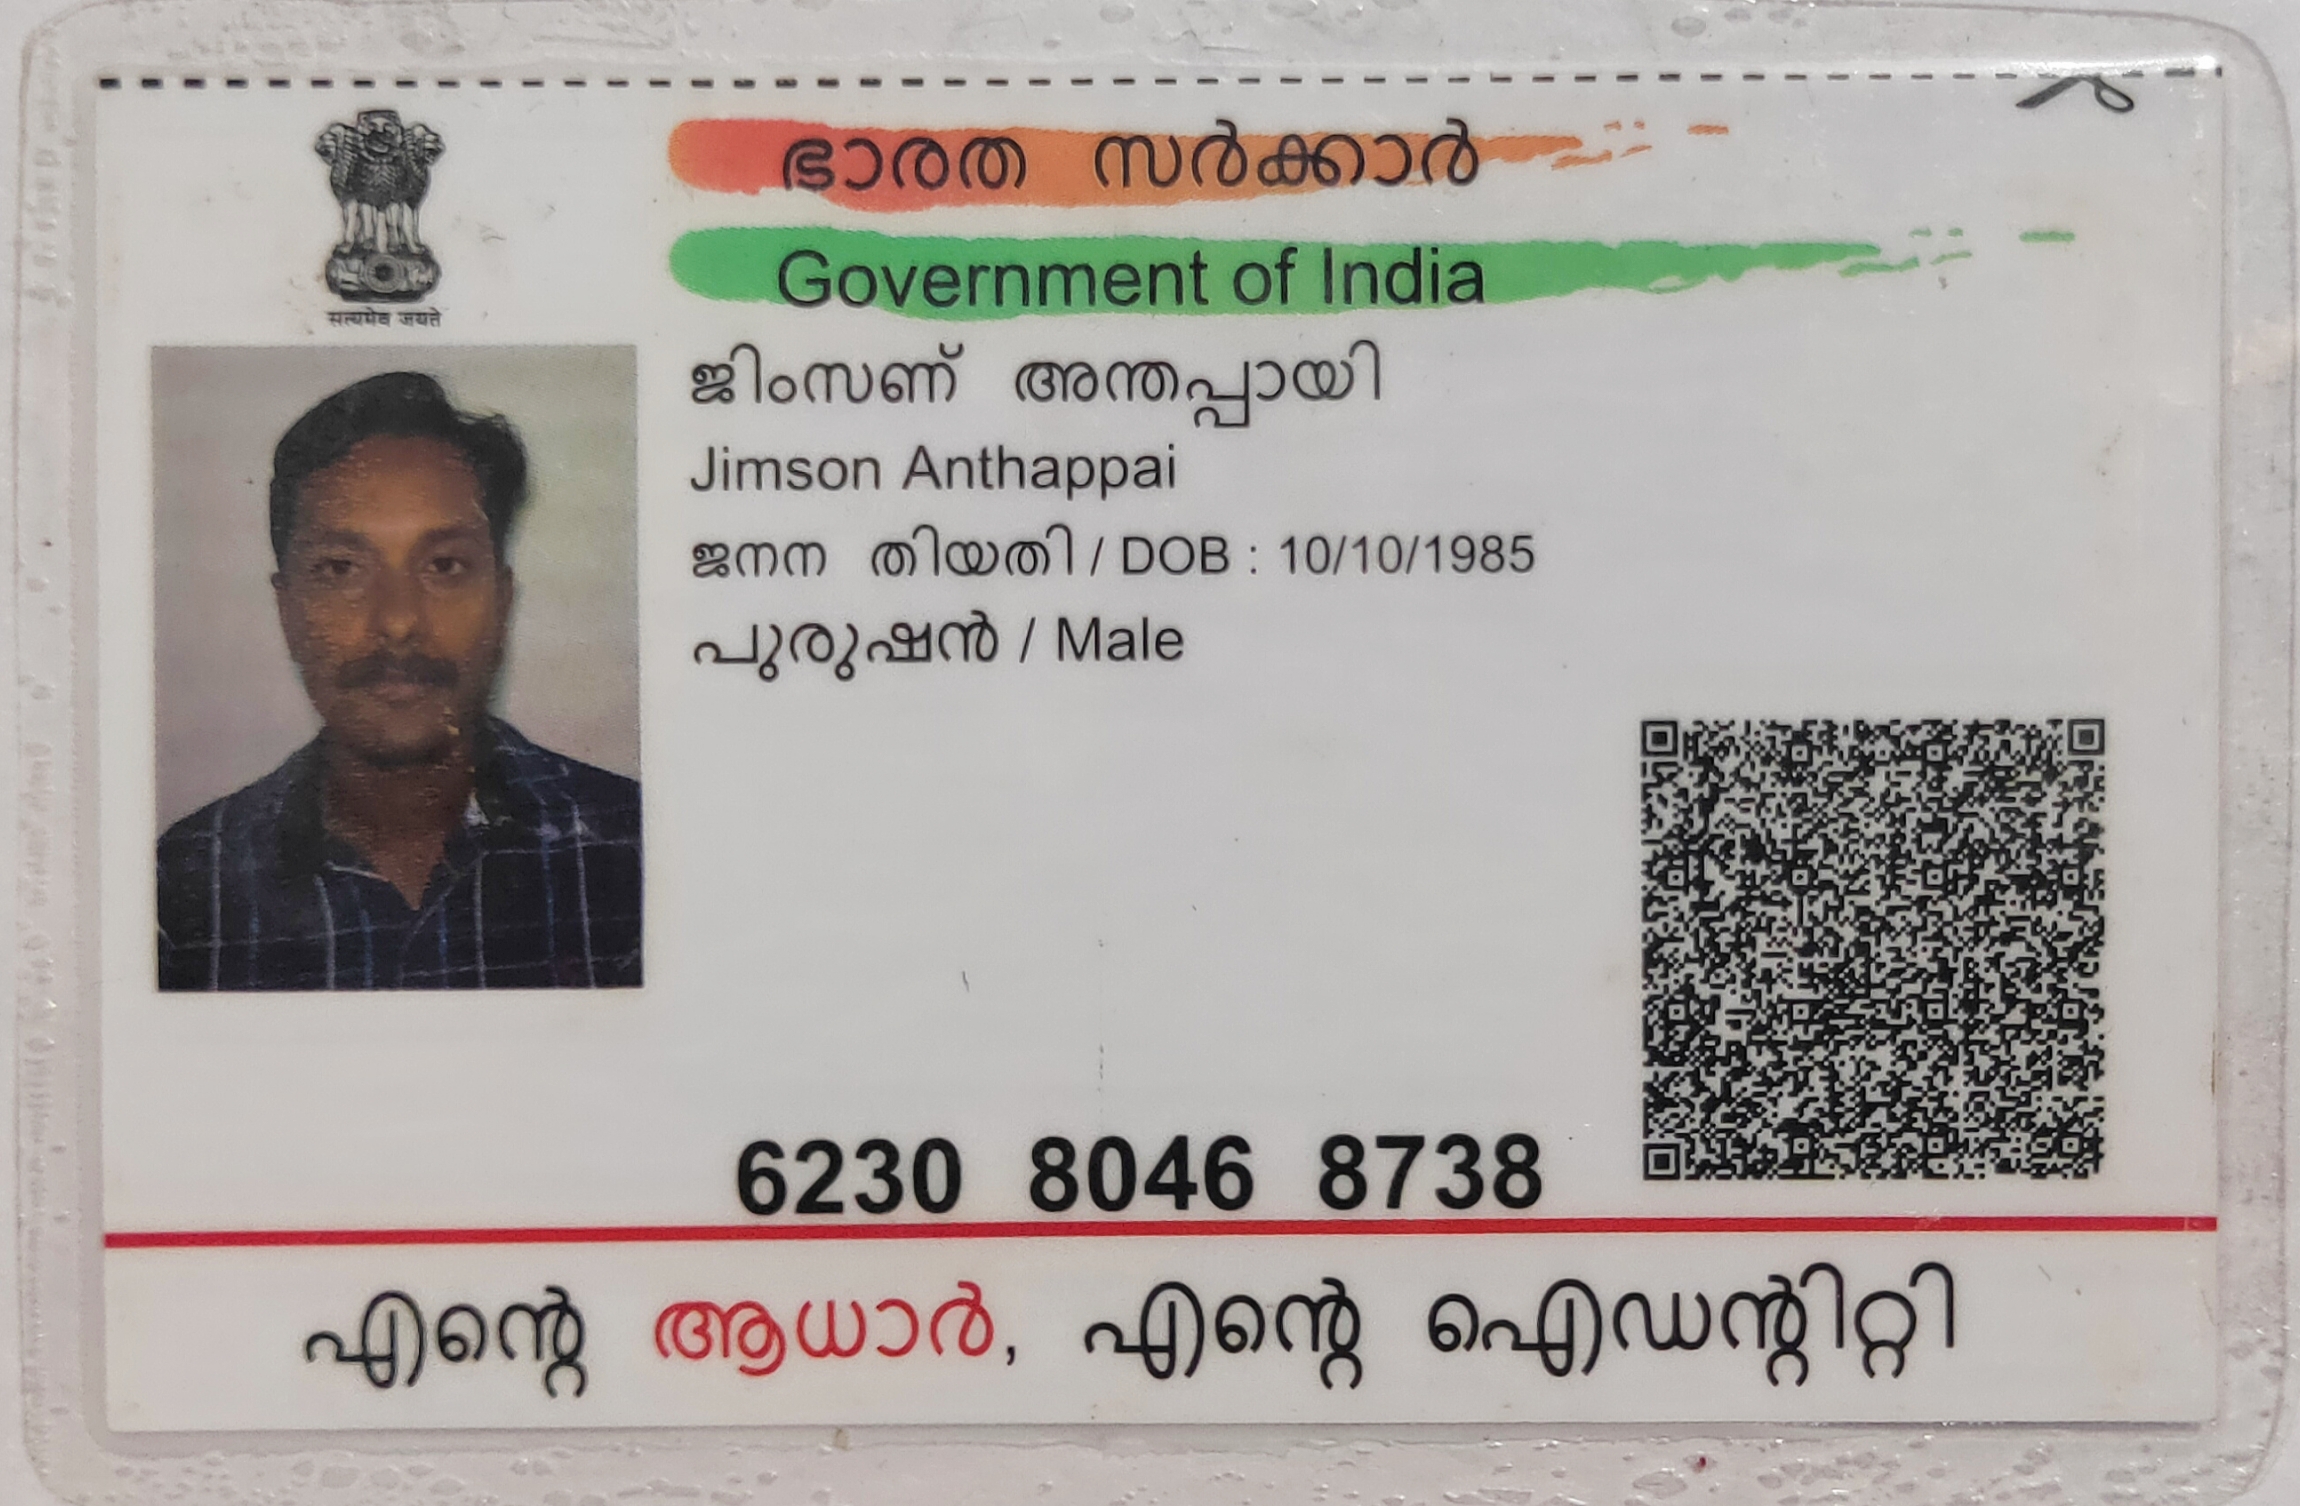 ഭാരത സർക്കാർ
Government of India
सत्यमेव जयते
ജിംസണ് അന്തപ്പായി
Jimson Anthappai
ജനന തിയതി / DOB : 10/10/1985
പുരുഷൻ / Male
6230 8046 8738
എന്റെ ആധാർ, എന്റെ ഐഡന്റിറ്റി